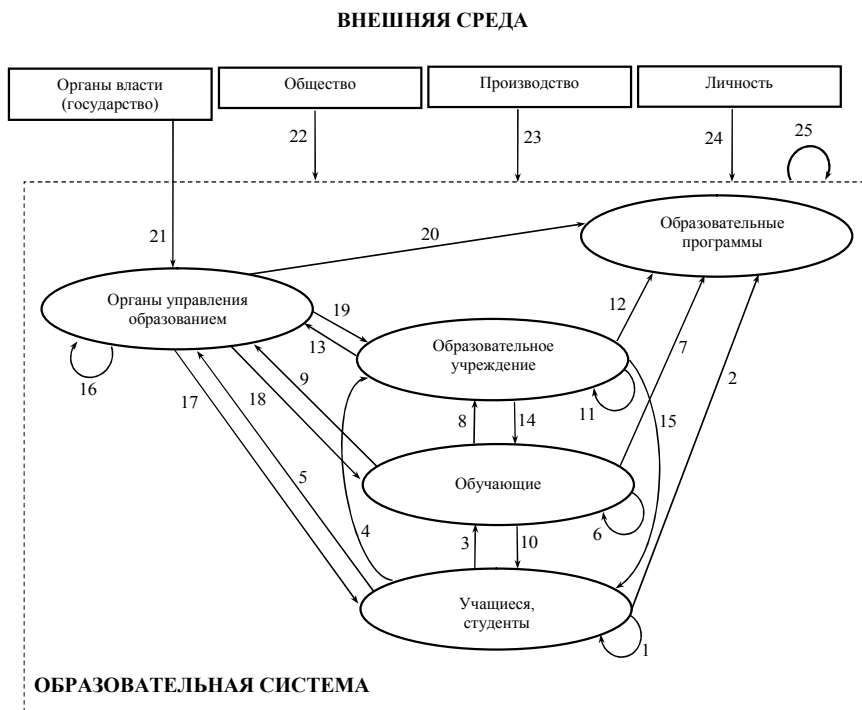 ВНЕШНЯЯ СРЕДА
Органы власти
(государство)
Общество
Производство
Личность
22
23
24
25
21
20
Образовательные
программы
Органы управления
образованием
19
13
12
7
2
Образовательное
учреждение
16
17
18
9
8
14
11
15
5
4
Обучающие
3
10
6
Учащиеся,
студенты
1
ОБРАЗОВАТЕЛЬНАЯ СИСТЕМА